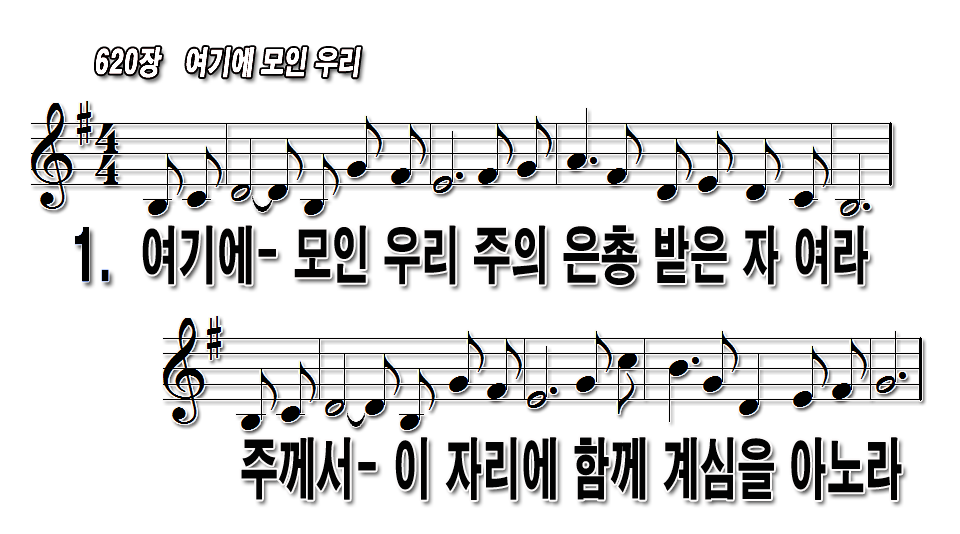 620장 여기에 모인 우리
4
4
1. 여기에- 모인 우리 주의 은총 받은 자 여라
주께서- 이 자리에 함께 계심을 아노라